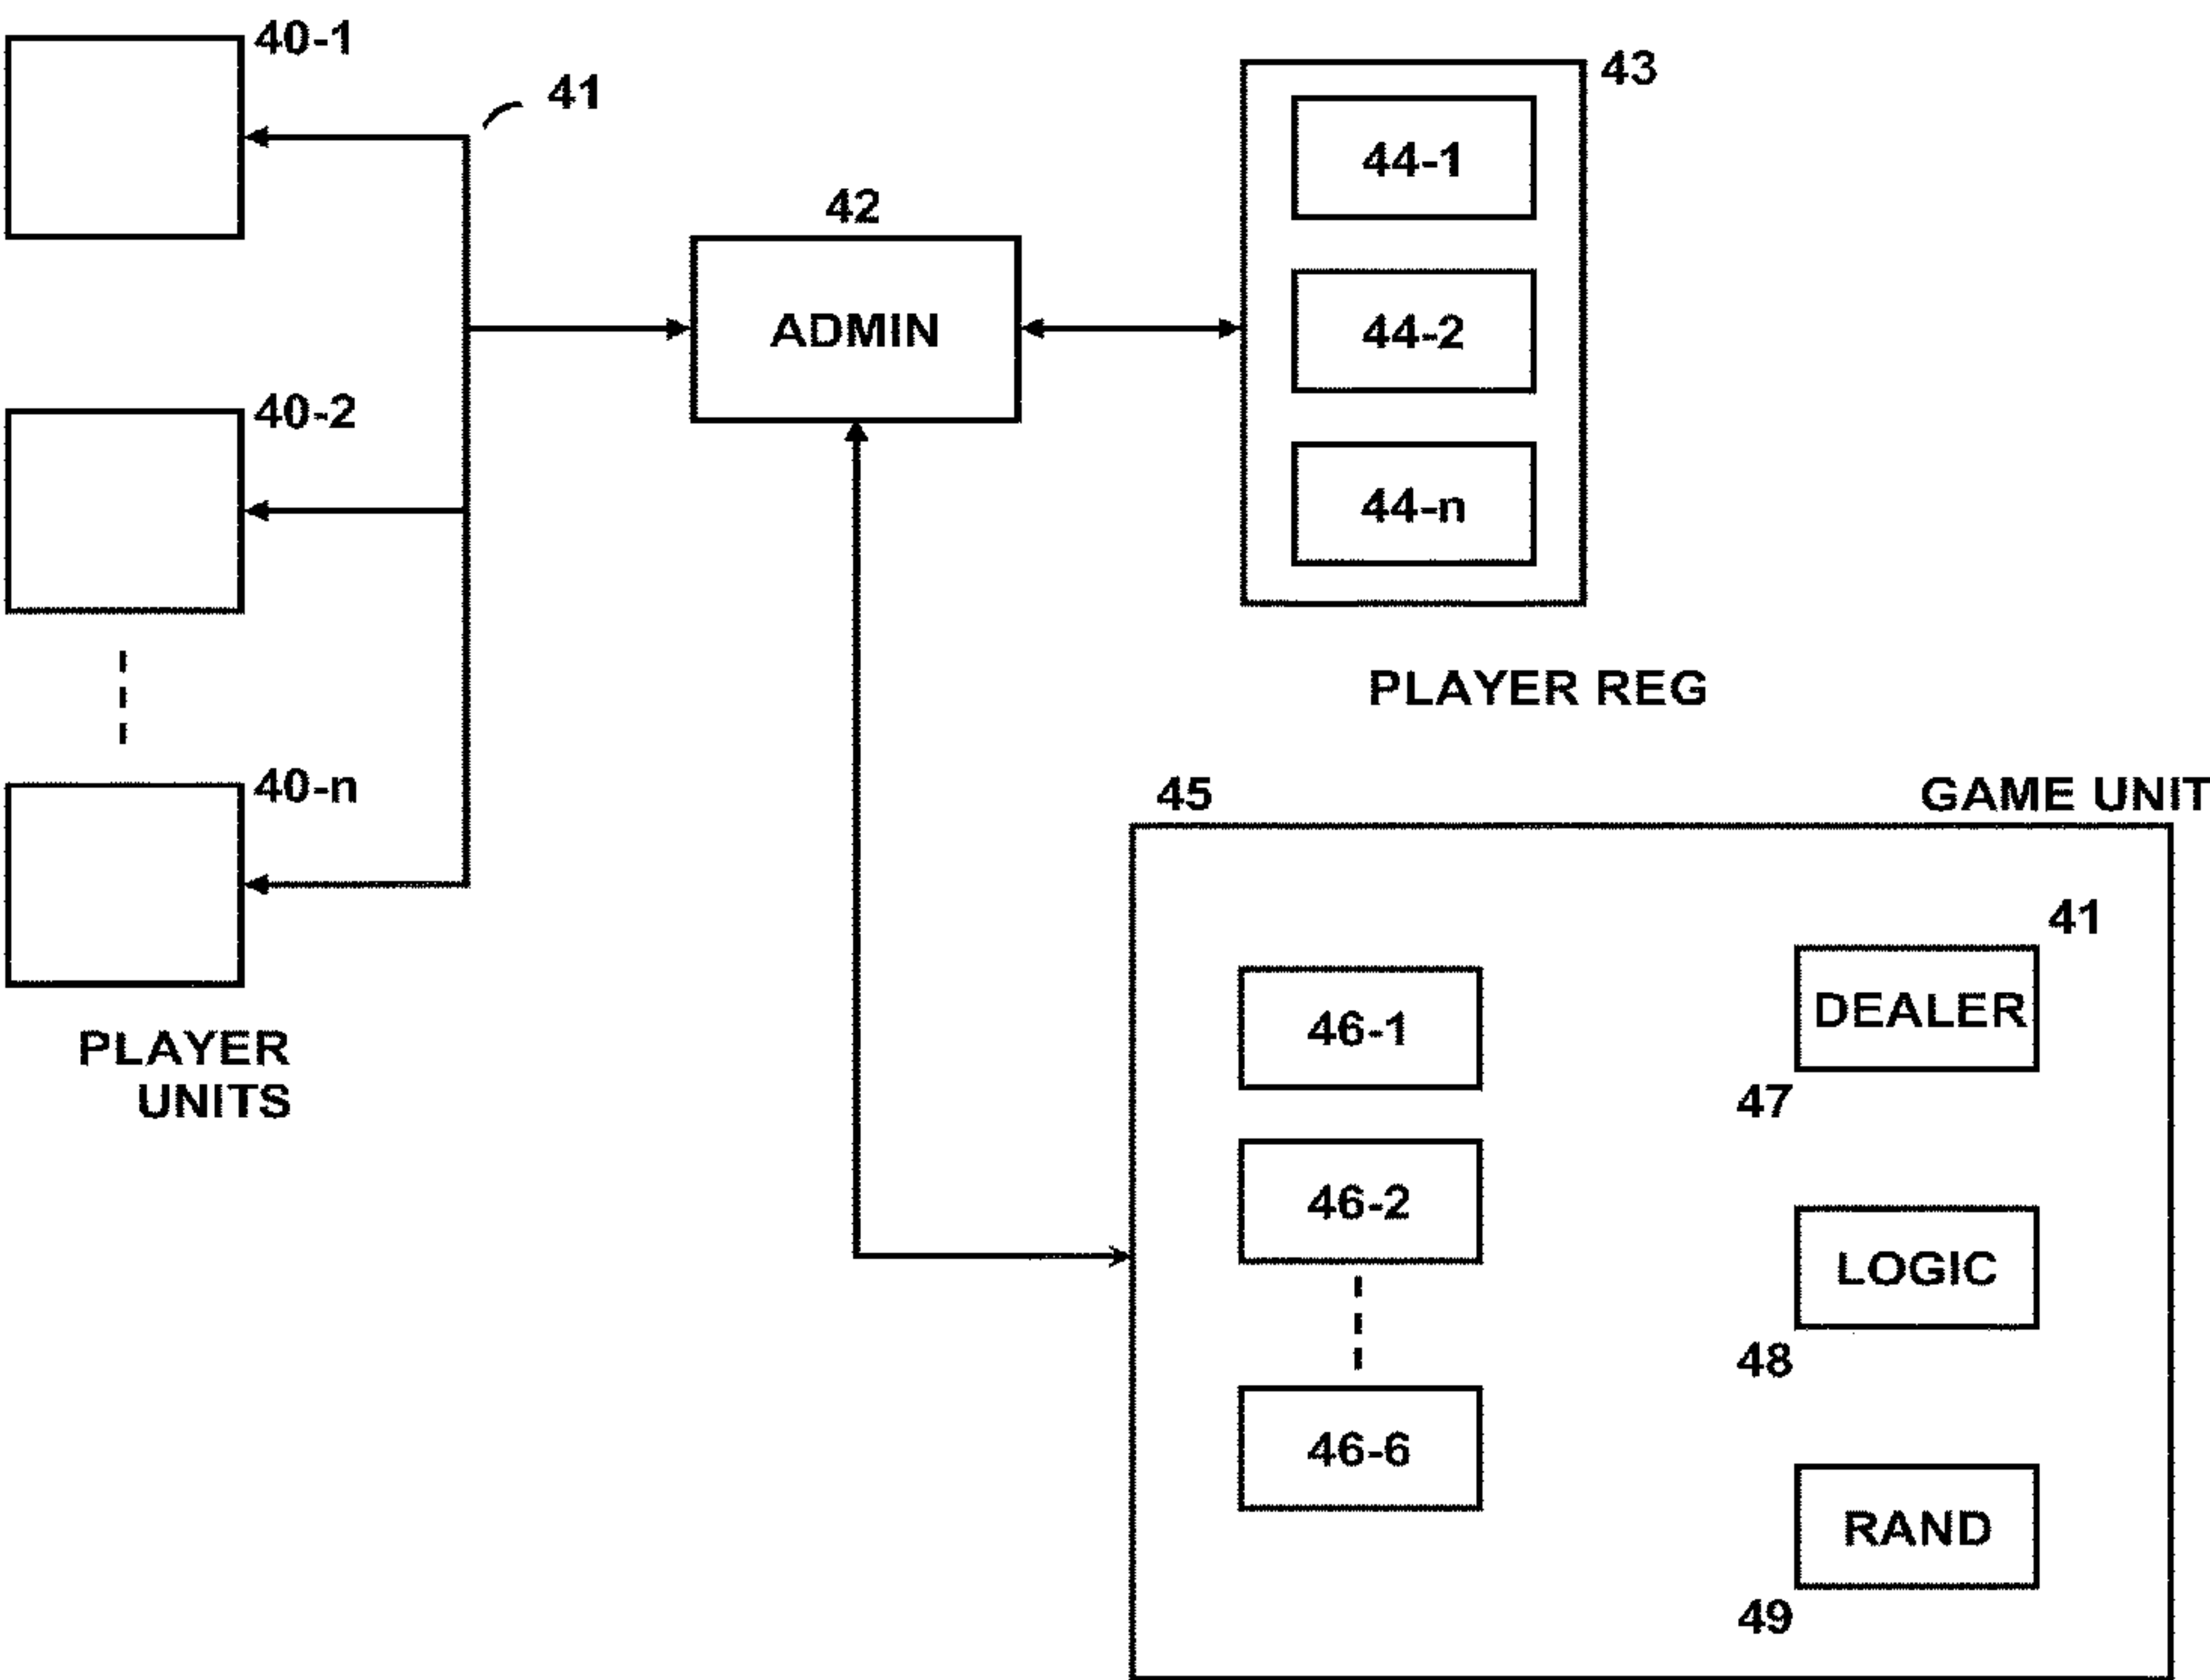 40-1
41
43
44-1
42
ADMIN
44-2
40-2
44-n
PLAYER REG
40-n
45
GAME UNIT
41
46-1
DEALER
PLAYER
UNITS
47
46-2
LOGIC
48
46-6
RAND
49